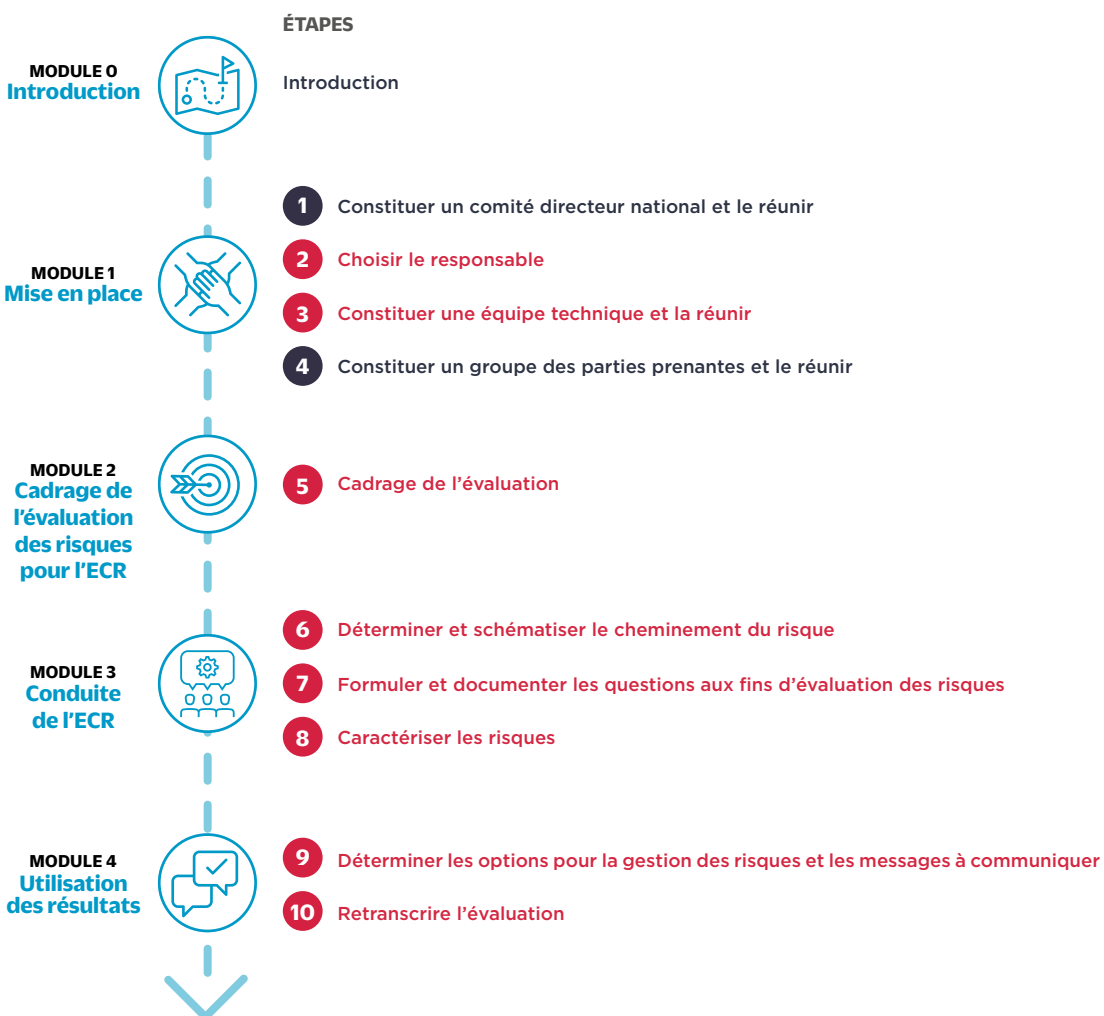 ÉTAPES
MODULE 0
Introduction
Introduction
MODULE 1
Mise en place
1 Constituer un comité directeur national et le réunir
2 Choisir le responsable
3 Constituer une équipe technique et la réunir
4 Constituer un groupe des parties prenantes et le réunir
MODULE 2
Cadrage de
l'évaluation
des risques
pour l'ECR
5 Cadrage de l'évaluation
MODULE 3
Conduite
de l'ECR
6 Déterminer et schématiser le cheminement du risque
7 Formuler et documenter les questions aux fins d'évaluation des risques
8 Caractériser les risques
MODULE 4
Utilisation
des résultats
9 Déterminer les options pour la gestion des risques et les messages à communiquer
10 Retranscrire l'évaluation